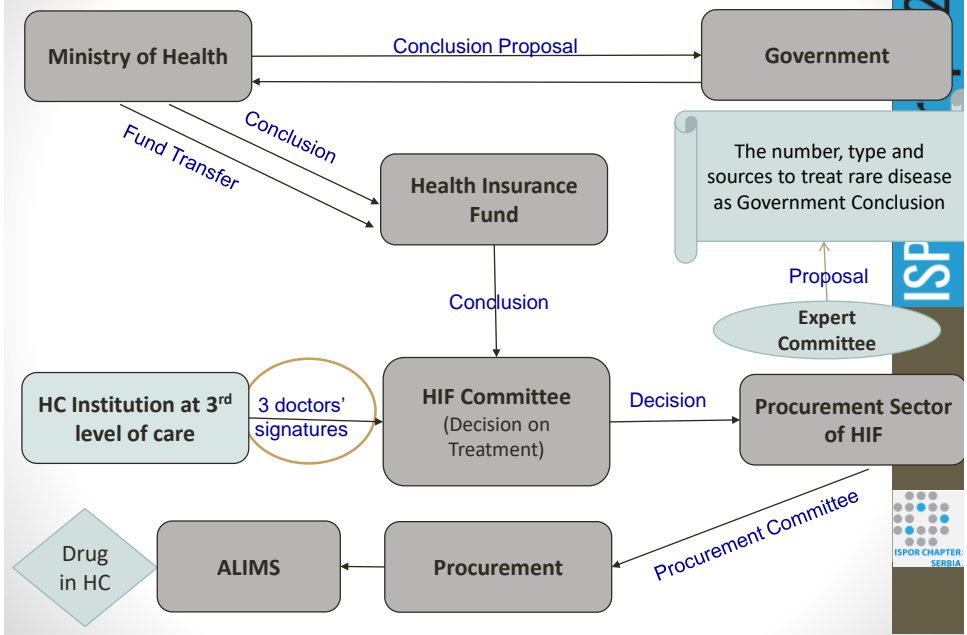 Ministry of Health
Conclusion Proposal
Government
Conclusion
Fund Transfer
Health Insurance
Fund
The number, type and
sources to treat rare disease
as Government Conclusion
Proposal
Expert
Committee
Conclusion
HC Institution at 3rd
level of care
3 doctors’
signatures
HIF Committee
(Decision on
Treatment)
Decision
Procurement Sector
of HIF
Procurement Committee
Procurement
ALIMS
Drug
in HC
ISPOR CHAPTER:
SERBIA